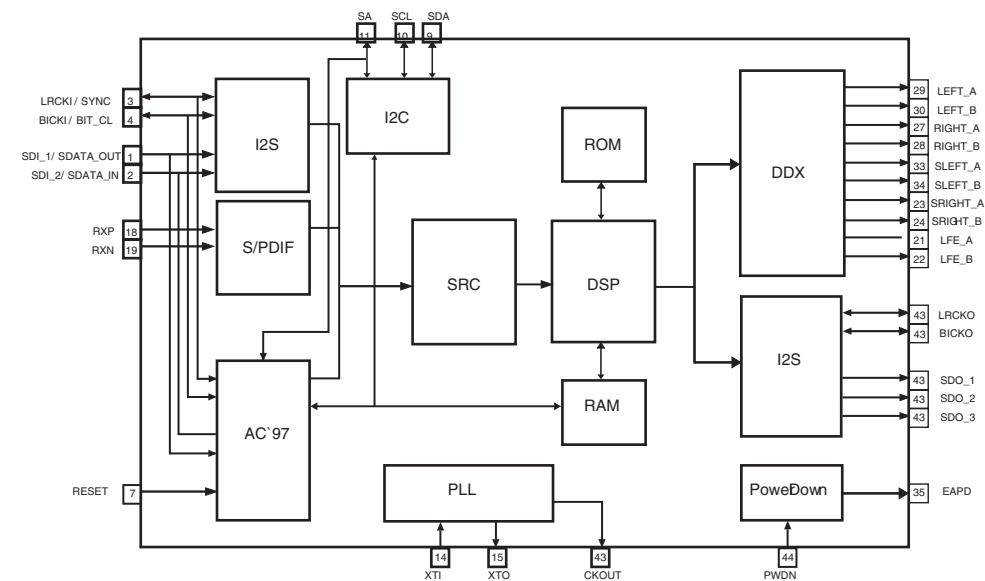 SA SCL SDA
11 10 9
LRCKI / SYNC 3
BICKI / BIT_CL 4
SDI_1/ SDATA_OUT 1
SDI_2/ SDATA_IN 2
RXP 18
RXN 19
RESET 7
I2S
I2C
S/PDIF
AC`97
SRC
ROM
DSP
RAM
DDX
I2S
PLL
PowerDown
29 LEFT_A
30 LEFT_B
27 RIGHT_A
28 RIGHT_B
33 SLEFT_A
34 SLEFT_B
23 SRIGHT_A
24 SRIGHT_B
21 LFE_A
22 LFE_B
43 LRCKO
43 BICKO
43 SDO_1
43 SDO_2
43 SDO_3
35 EAPD
14 15 43 44
XTI XTO CKOUT PWDN